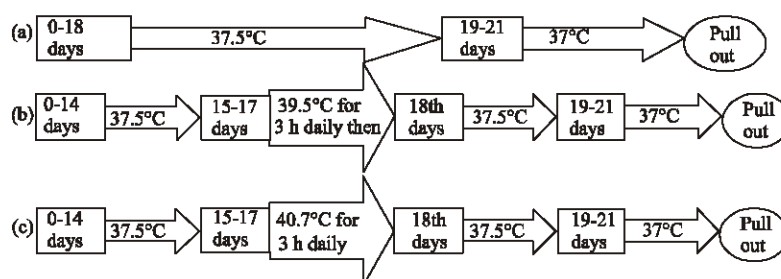 (a)
0-18
days
37.5°C
19-21
days
37°C
Pull
out
(b)
0-14
days
37.5°C
15-17
days
39.5°C for
3 h daily then
18th
days
37.5°C
19-21
days
37°C
Pull
out
(c)
0-14
days
37.5°C
15-17
days
40.7°C for
3 h daily
18th
days
37.5°C
19-21
days
37°C
Pull
out